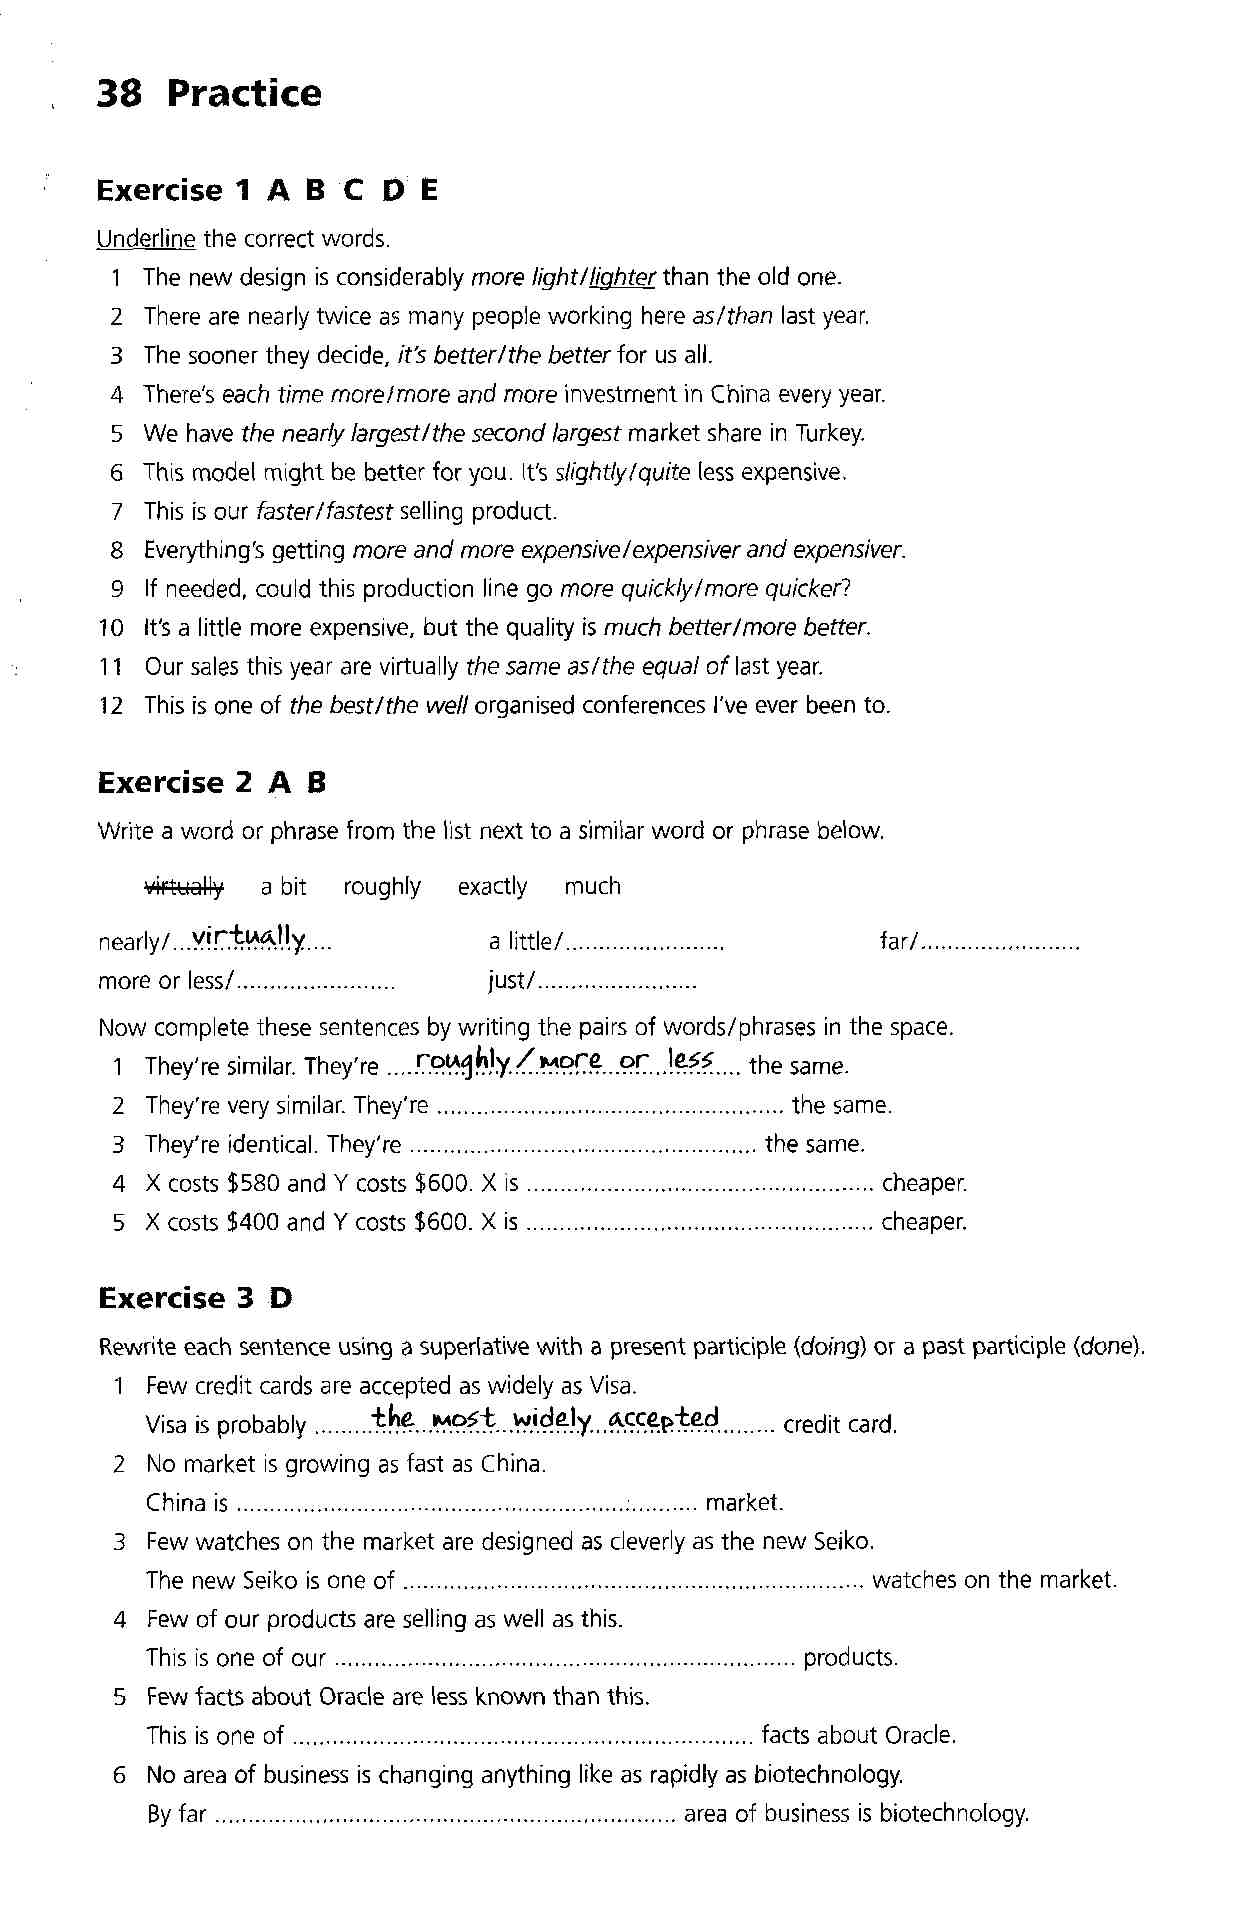 38 Practice
Exercise 1 A B C D E
Underline the correct words.
1 The new design is considerably more light/lighter than the old one.
2 There are nearly twice as many people working here as/than last year.
3 The sooner they decide, it's better/the better for us all.
4 There's each time more/more and more investment in China every year.
5 We have the nearly largest/the second largest market share in Turkey.
6 This model might be better for you. It's slightly/quite less expensive.
7 This is our faster/fastest selling product.
8 Everything's getting more and more expensive/expensiver and expensiver.
9 If needed, could this production line go more quickly/more quicker?
10 It's a little more expensive, but the quality is much better/more better.
11 Our sales this year are virtually the same as/the equal of last year.
12 This is one of the best/the well organised conferences I've ever been to.
Exercise 2 A B
Write a word or phrase from the list next to a similar word or phrase below.
virtually a bit roughly exactly much
nearly/...virtually.... a little/........................ far/........................
more or less/........................ just/........................
Now complete these sentences by writing the pairs of words/phrases in the space.
1 They're similar. They're ....roughly/more or less.... the same.
2 They're very similar. They're .................................................... the same.
3 They're identical. They're .................................................... the same.
4 X costs $580 and Y costs $600. X is .................................................... cheaper.
5 X costs $400 and Y costs $600. X is .................................................... cheaper.
Exercise 3 D
Rewrite each sentence using a superlative with a present participle (doing) or a past participle (done).
1 Few credit cards are accepted as widely as Visa.
Visa is probably .........the most widely accepted......... credit card.
2 No market is growing as fast as China.
China is ..................................................................... market.
3 Few watches on the market are designed as cleverly as the new Seiko.
The new Seiko is one of ..................................................................... watches on the market.
4 Few of our products are selling as well as this.
This is one of our ..................................................................... products.
5 Few facts about Oracle are less known than this.
This is one of ..................................................................... facts about Oracle.
6 No area of business is changing anything like as rapidly as biotechnology.
By far ..................................................................... area of business is biotechnology.